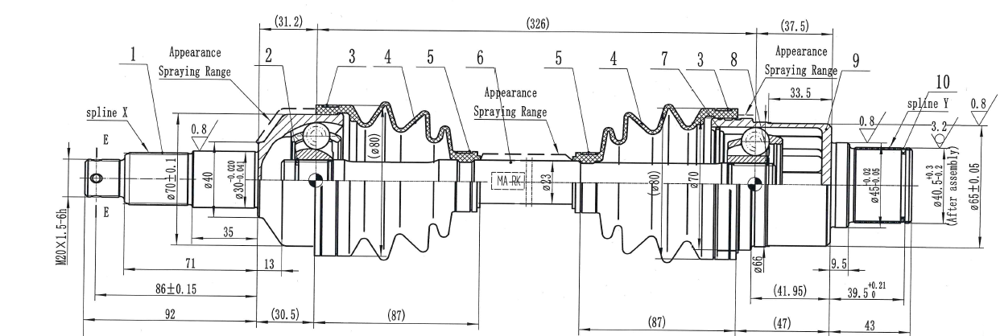 (31.2)
(326)
(37.5)
1
Appearance
Spraying Range
2
3
4
5
6
5
4
7
3
8
Appearance
Spraying Range
9
10
Appearance
Spraying Range
33.5
spline X
0.8
spline Y
0.8
3.2
0.8
E
E
M20×1.5-6h
ø70±0.1
ø40
ø30-0.020
-0.041
(ø80)
MA-RK
ø23
(ø80)
ø70
ø66
ø45-0.02
-0.06
ø40.5+0.3
-0.2
(After assembly)
ø65±0.05
35
71
13
86±0.15
92
(30.5)
(87)
(87)
9.5
(41.95)
39.5+0.21
0
(47)
43